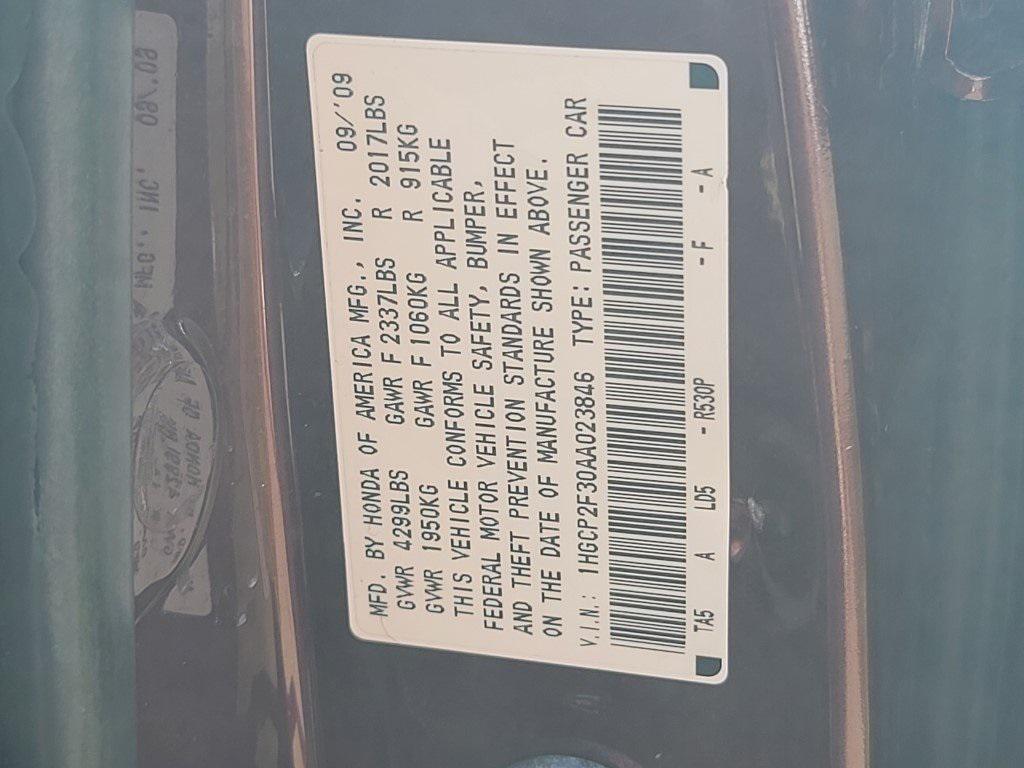 MFD. BY HONDA OF AMERICA MFG., INC. 09/'09
GVWR 4299LBS GAWR F 2337LBS R 2017LBS
GVWR 1950KG GAWR F 1060KG R 915KG
THIS VEHICLE CONFORMS TO ALL APPLICABLE
FEDERAL MOTOR VEHICLE SAFETY, BUMPER,
AND THEFT PREVENTION STANDARDS IN EFFECT
ON THE DATE OF MANUFACTURE SHOWN ABOVE.
V.I.N.: 1HGCP2F30AA023846 TYPE: PASSENGER CAR
TA5 A LD5 - R530P - F - A